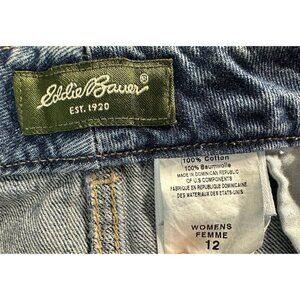 Eddie Bauer®
EST. 1920
100% Cotton
100% Baumwolle
MADE IN DOMINICAN REPUBLIC
OF U.S COMPONENTS
FABRIQUE EN REPUBLIQUE DOMINICAINE
DES MATERIAUX DES ETATS-UNIS
WOMENS
FEMME
12